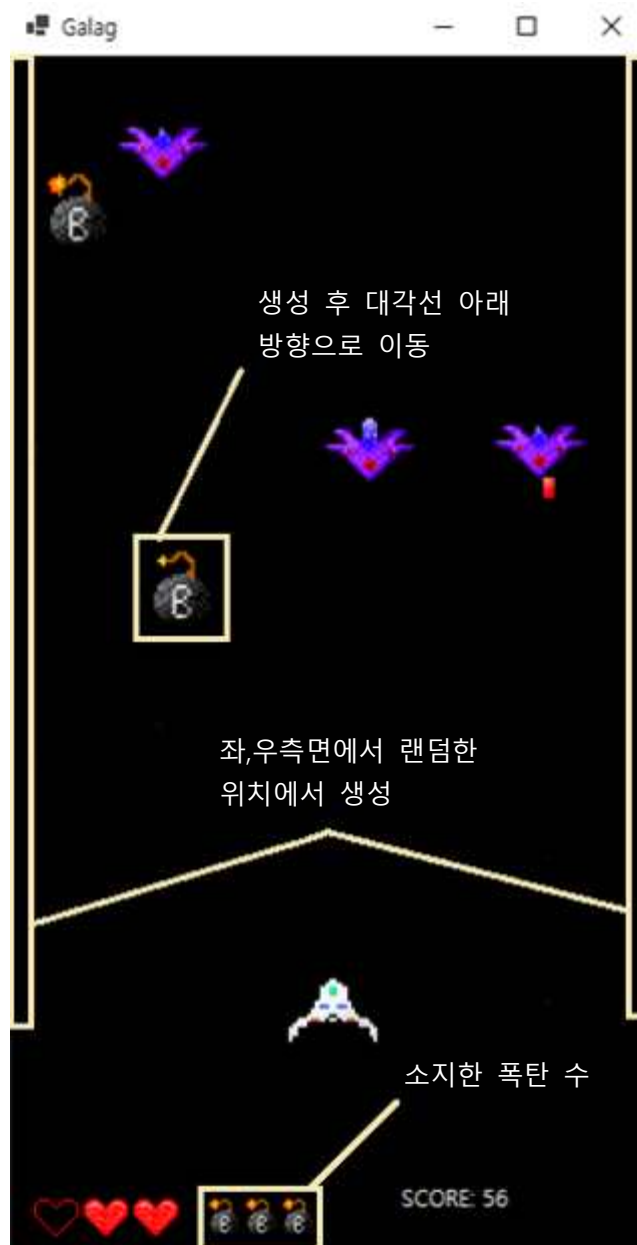 Galag
B
생성 후 대각선 아래
방향으로 이동
B
좌,우측면에서 랜덤한
위치에서 생성
소지한 폭탄 수
B B B
SCORE: 56